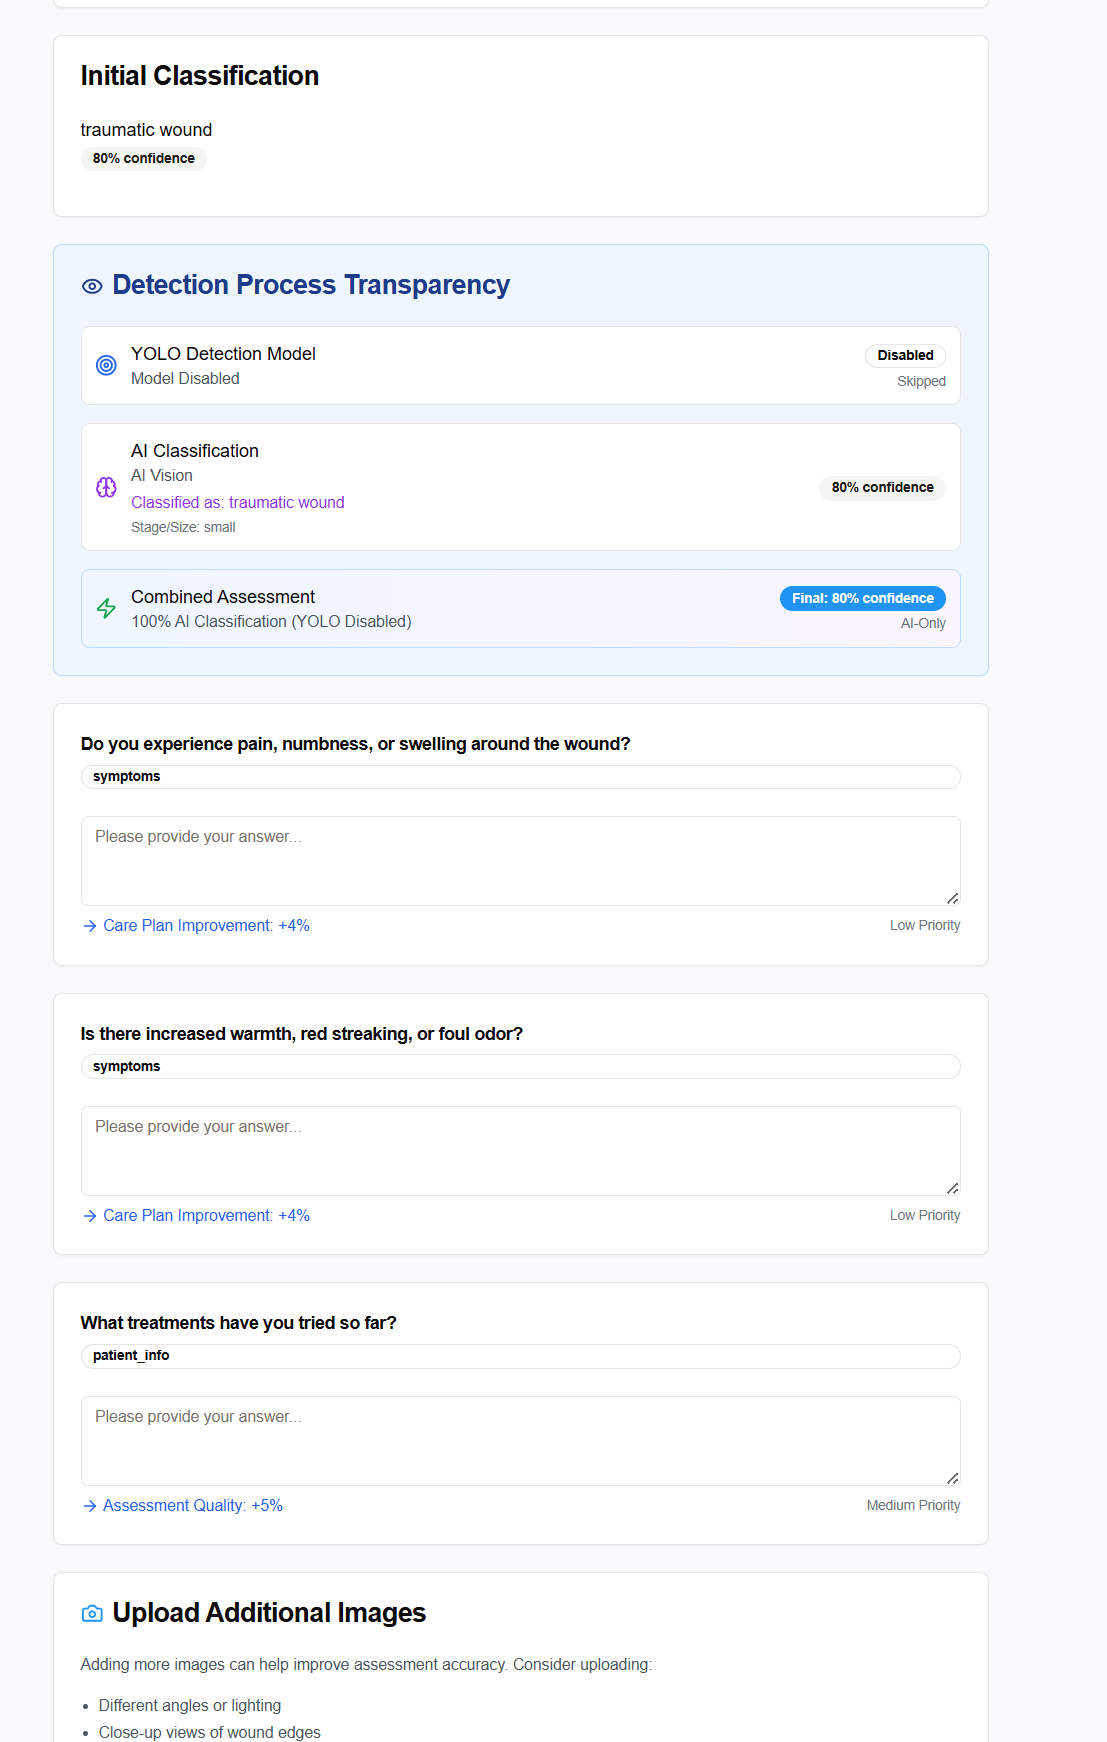 Initial Classification
traumatic wound
80% confidence
Detection Process Transparency
YOLO Detection Model
Model Disabled
Disabled
Skipped
AI Classification
AI Vision
Classified as: traumatic wound
Stage/Size: small
80% confidence
Combined Assessment
100% AI Classification (YOLO Disabled)
Final: 80% confidence
AI-Only
Do you experience pain, numbness, or swelling around the wound?
symptoms
Please provide your answer...
Care Plan Improvement: +4%
Low Priority
Is there increased warmth, red streaking, or foul odor?
symptoms
Please provide your answer...
Care Plan Improvement: +4%
Low Priority
What treatments have you tried so far?
patient_info
Please provide your answer...
Assessment Quality: +5%
Medium Priority
Upload Additional Images
Adding more images can help improve assessment accuracy. Consider uploading:
• Different angles or lighting
• Close-up views of wound edges